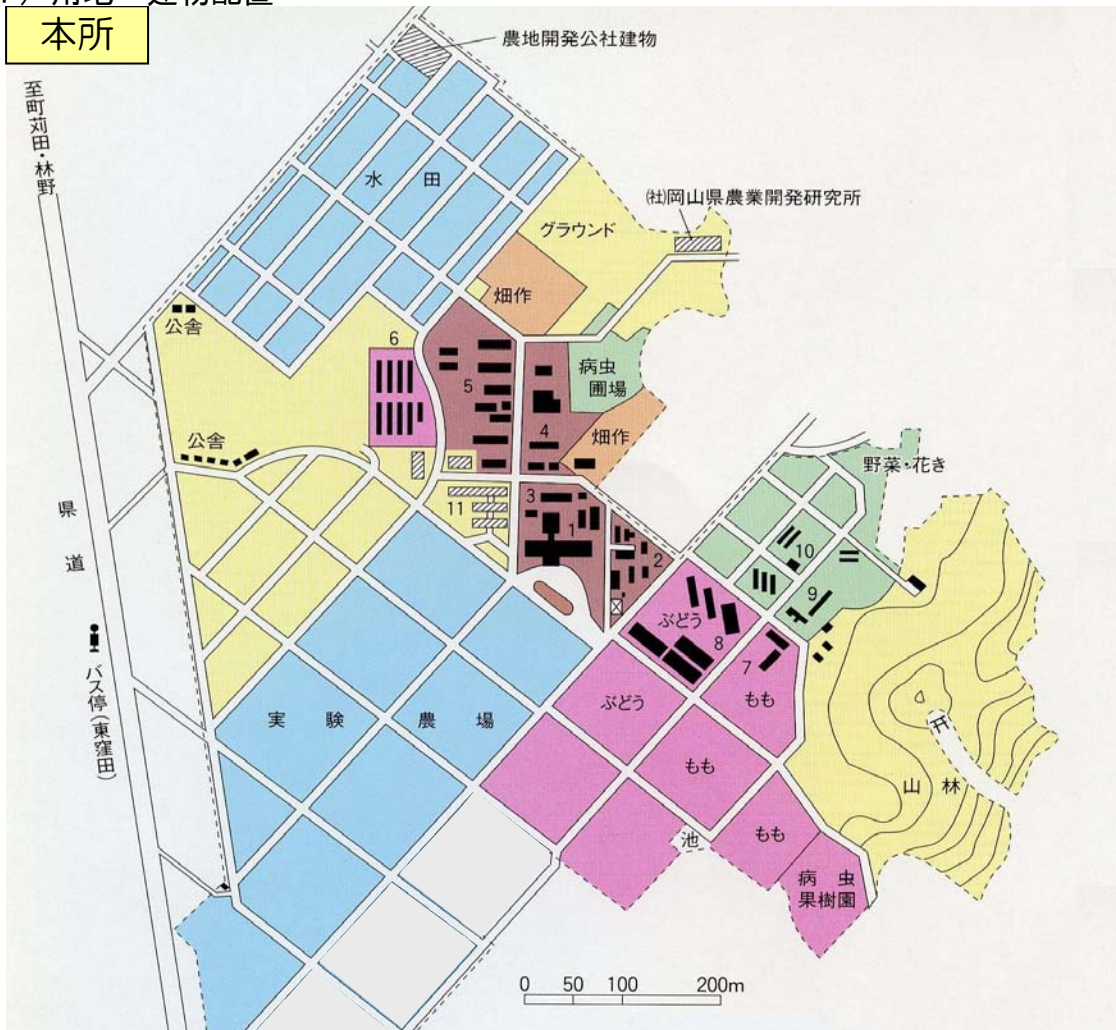 本所
農地開発公社建物
至町苅田・林野
水田
(社)岡山県農業開発研究所
グラウンド
畑作
公舎
6
5
病虫
圃場
4
畑作
公舎
野菜・花き
3
11
1
2
10
9
県道
ぶどう
8
7
もも
バス停(東窪田)
実験農場
ぶどう
もも
山林
池
もも
病虫
果樹園
0 50 100 200m